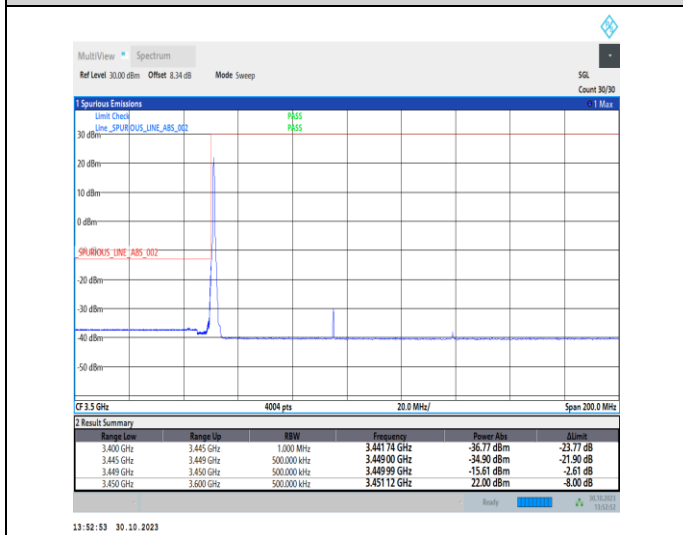 MultiView Spectrum
Ref Level 30.00 dBm Offset 8.34 dB Mode Sweep SGL
Count 30/30
1 Spurious Emissions 1 Max
Limit Check PASS
Line _SPURIOUS_LINE_ABS_002 PASS
30 dBm
20 dBm
10 dBm
0 dBm
_SPURIOUS_LINE_ABS_002
-20 dBm
-30 dBm
-40 dBm
-50 dBm
CF 3.5 GHz 4004 pts 20.0 MHz/ Span 200.0 MHz
2 Result Summary
Range Low Range Up RBW Frequency Power Abs ΔLimit
3.400 GHz 3.445 GHz 1.000 MHz 3.441 74 GHz -36.77 dBm -23.77 dB
3.445 GHz 3.449 GHz 500.000 kHz 3.449 00 GHz -34.90 dBm -21.90 dB
3.449 GHz 3.450 GHz 500.000 kHz 3.449 99 GHz -15.61 dBm -2.61 dB
3.450 GHz 3.600 GHz 500.000 kHz 3.451 12 GHz 22.00 dBm -8.00 dB
Ready 30.10.2023
13:52:52
13:52:53 30.10.2023